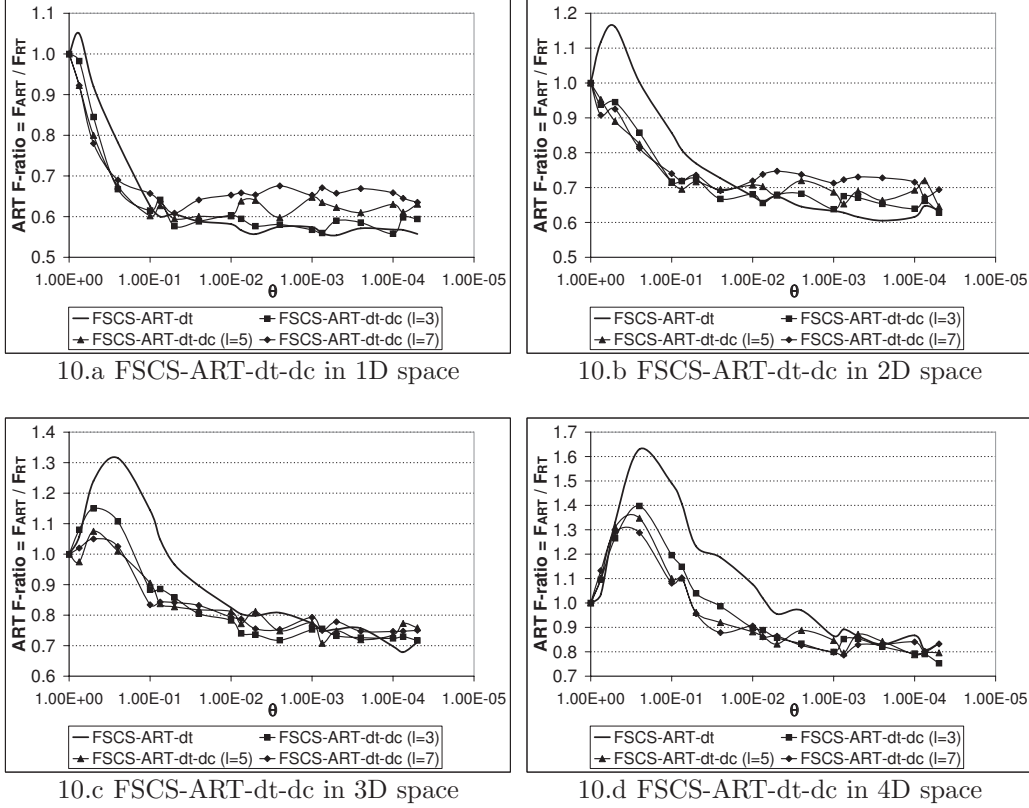 ART F-ratio = FART / FRT
1.1
1.0
0.9
0.8
0.7
0.6
0.5
1.00E+00 1.00E-01 1.00E-02 1.00E-03 1.00E-04 1.00E-05
θ
FSCS-ART-dt FSCS-ART-dt-dc (l=3)
FSCS-ART-dt-dc (l=5) FSCS-ART-dt-dc (l=7)
10.a FSCS-ART-dt-dc in 1D space
ART F-ratio = FART / FRT
1.2
1.1
1.0
0.9
0.8
0.7
0.6
0.5
1.00E+00 1.00E-01 1.00E-02 1.00E-03 1.00E-04 1.00E-05
θ
FSCS-ART-dt FSCS-ART-dt-dc (l=3)
FSCS-ART-dt-dc (l=5) FSCS-ART-dt-dc (l=7)
10.b FSCS-ART-dt-dc in 2D space
ART F-ratio = FART / FRT
1.4
1.3
1.2
1.1
1.0
0.9
0.8
0.7
0.6
1.00E+00 1.00E-01 1.00E-02 1.00E-03 1.00E-04 1.00E-05
θ
FSCS-ART-dt FSCS-ART-dt-dc (l=3)
FSCS-ART-dt-dc (l=5) FSCS-ART-dt-dc (l=7)
10.c FSCS-ART-dt-dc in 3D space
ART F-ratio = FART / FRT
1.7
1.6
1.5
1.4
1.3
1.2
1.1
1.0
0.9
0.8
0.7
1.00E+00 1.00E-01 1.00E-02 1.00E-03 1.00E-04 1.00E-05
θ
FSCS-ART-dt FSCS-ART-dt-dc (l=3)
FSCS-ART-dt-dc (l=5) FSCS-ART-dt-dc (l=7)
10.d FSCS-ART-dt-dc in 4D space